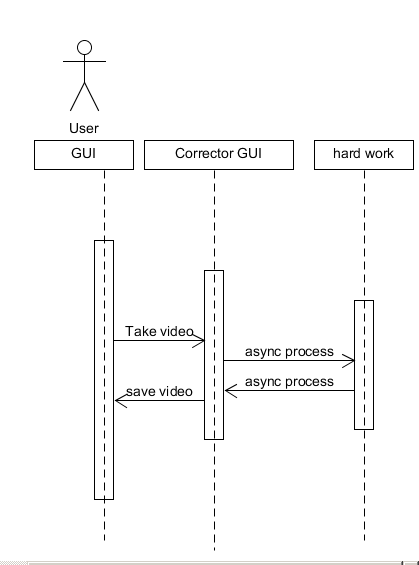 User
GUI
Corrector GUI
hard work
Take video
async process
async process
save video